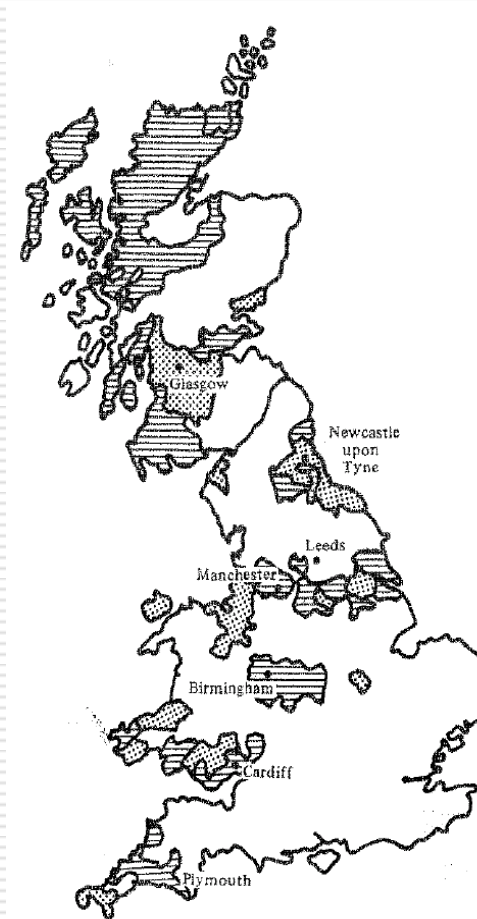 Glasgow
Newcastle
upon
Tyne
Leeds
Manchester
Birmingham
Cardiff
Plymouth